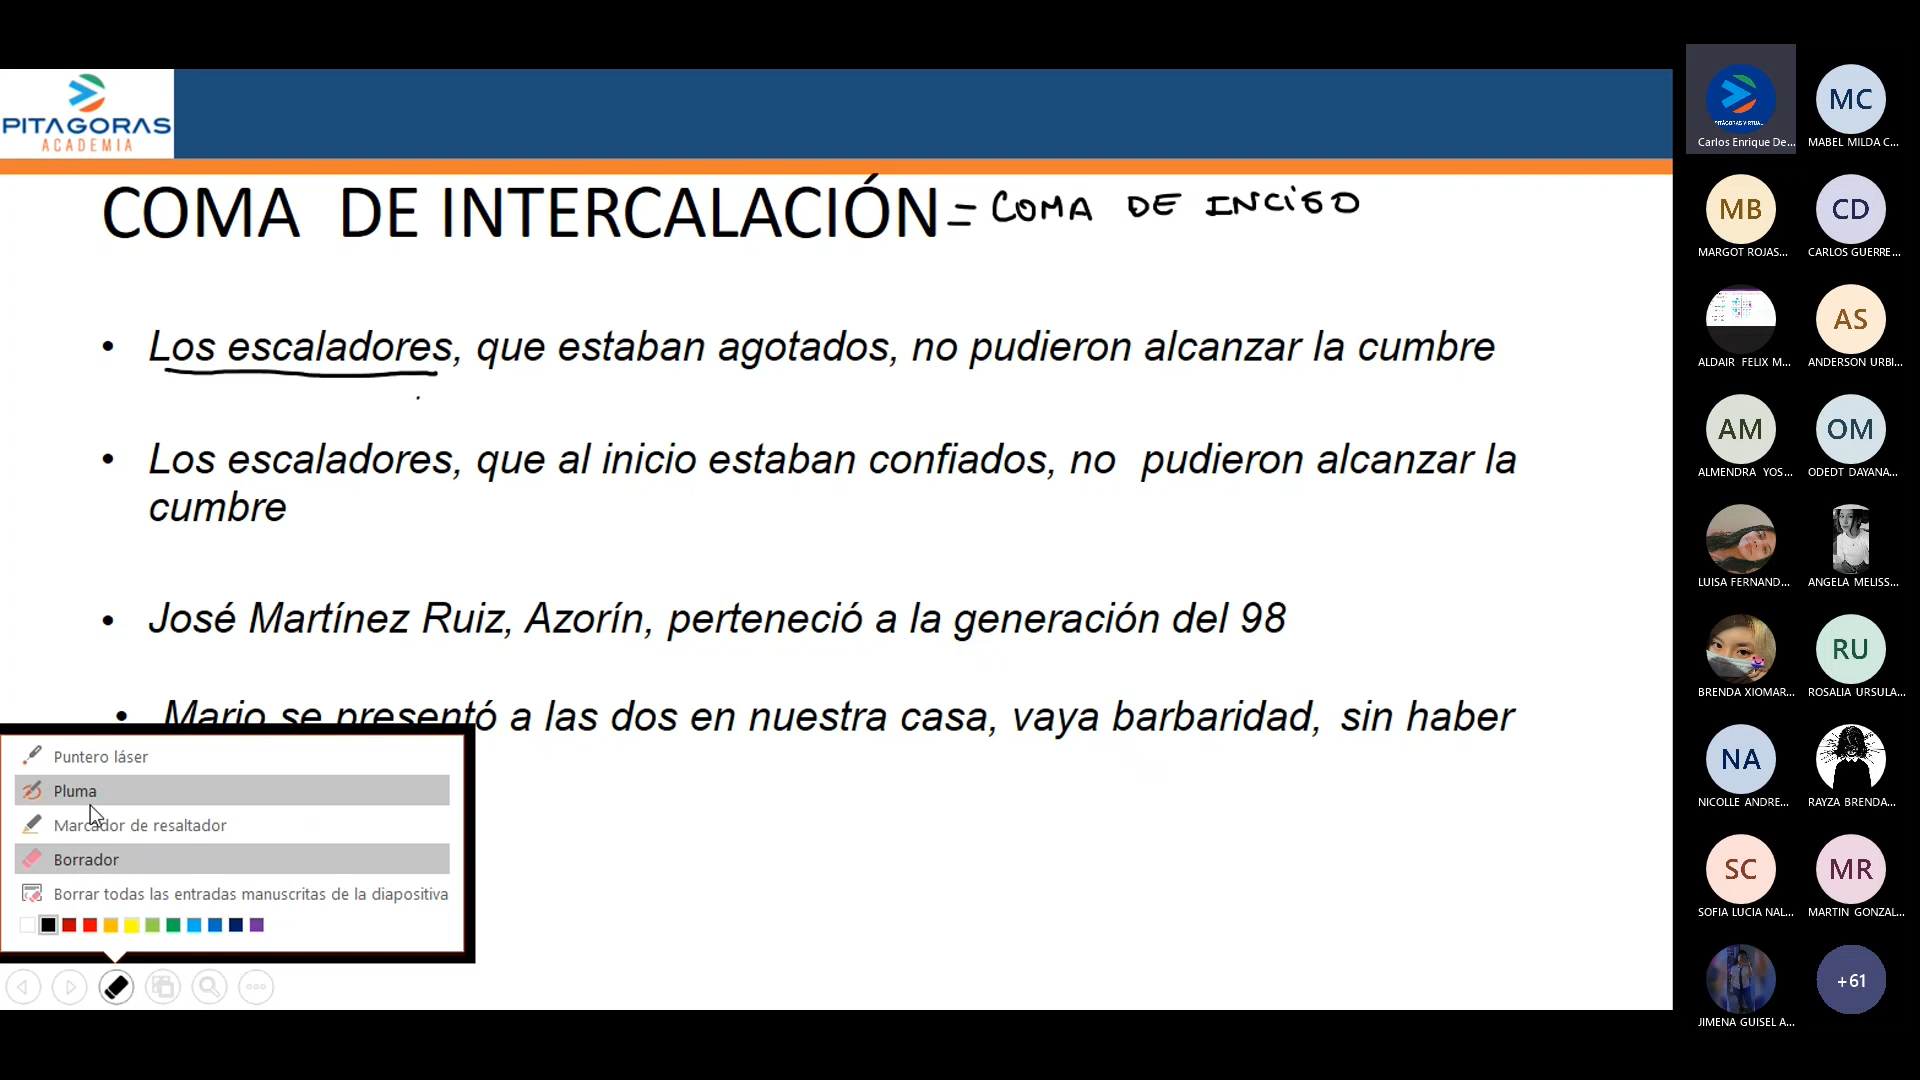 PITAGORAS
ACADEMIA
COMA DE INTERCALACIÓN = COMA DE INCISO
• Los escaladores, que estaban agotados, no pudieron alcanzar la cumbre
• Los escaladores, que al inicio estaban confiados, no pudieron alcanzar la
cumbre
• José Martínez Ruiz, Azorín, perteneció a la generación del 98
• Mario se presentó a las dos en nuestra casa, vaya barbaridad, sin haber
Puntero láser
Pluma
Marcador de resaltador
Borrador
Borrar todas las entradas manuscritas de la diapositiva
PITÁGORAS VIRTUAL
Carlos Enrique De...
MC
MABEL MILDA C...
MB
MARGOT ROJAS...
CD
CARLOS GUERRE...
ALDAIR FELIX M...
AS
ANDERSON URBI...
AM
ALMENDRA YOS...
OM
ODEDT DAYANA...
LUISA FERNAND...
ANGELA MELISS...
BRENDA XIOMAR...
RU
ROSALIA URSULA...
NA
NICOLLE ANDRE...
RAYZA BRENDA...
SC
SOFIA LUCIA NAL...
MR
MARTIN GONZAL...
JIMENA GUISEL A...
+61